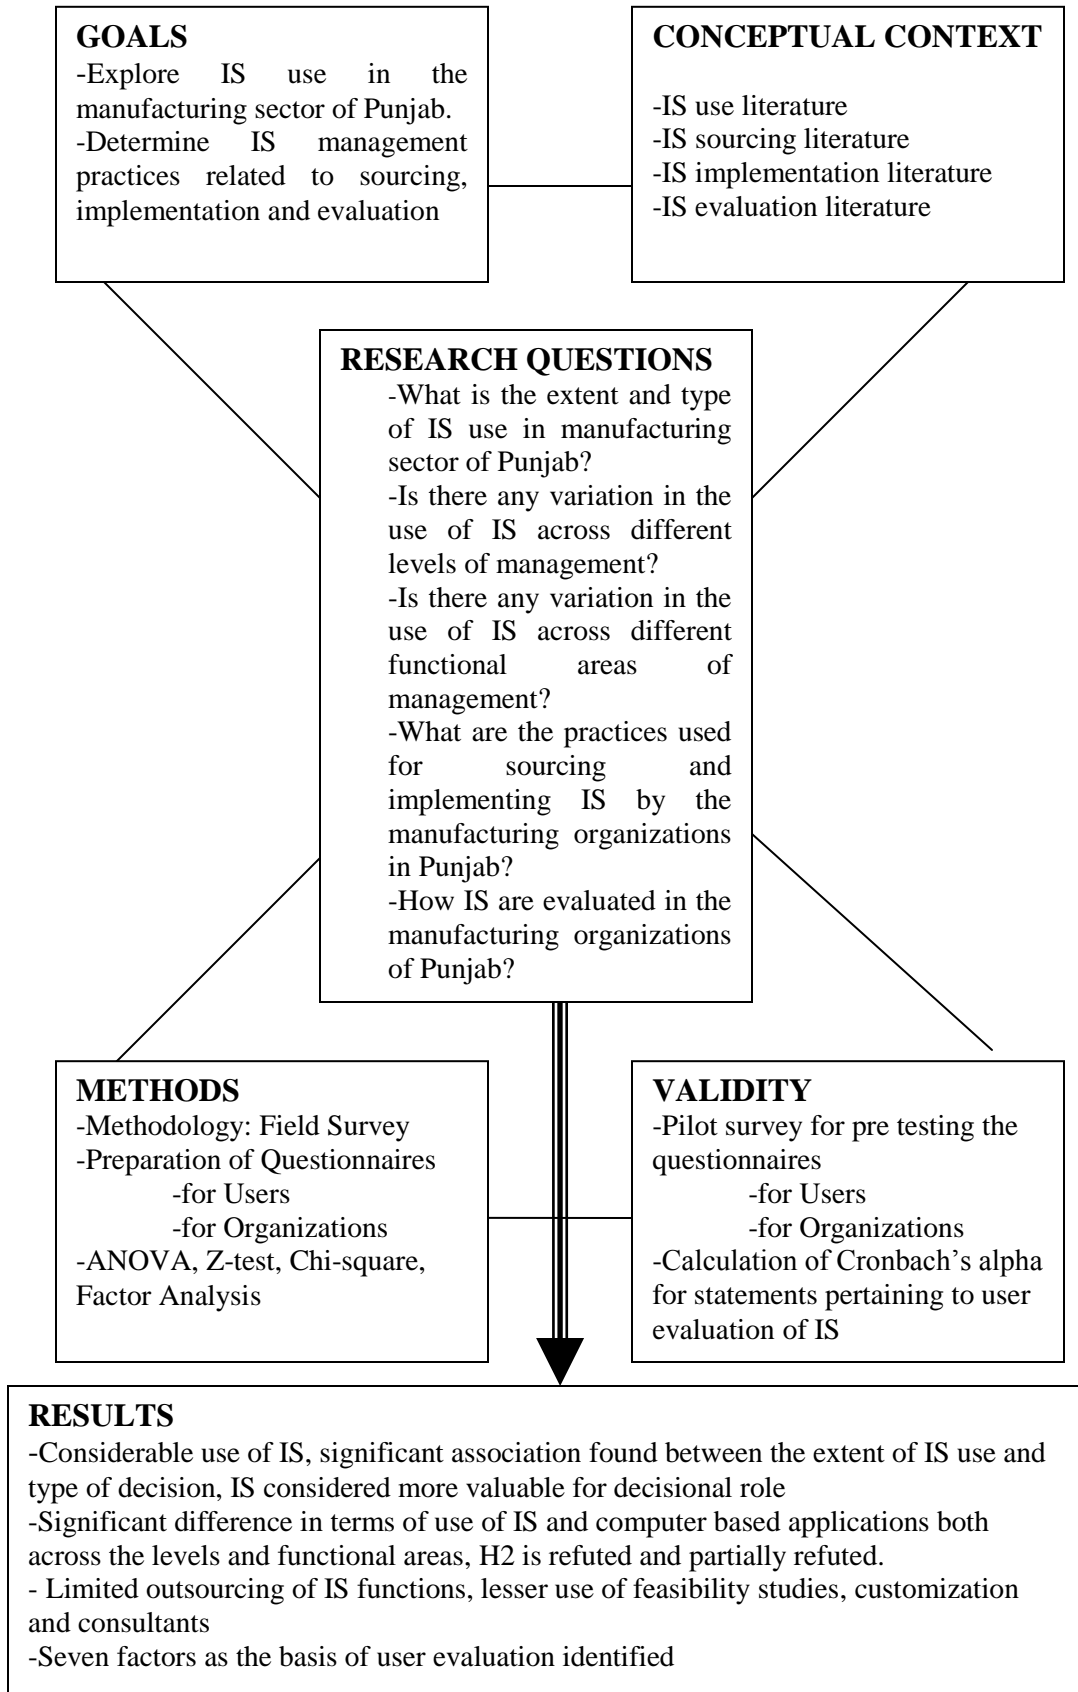 GOALS
-Explore IS use in the
manufacturing sector of Punjab.
-Determine IS management
practices related to sourcing,
implementation and evaluation
CONCEPTUAL CONTEXT
-IS use literature
-IS sourcing literature
-IS implementation literature
-IS evaluation literature
RESEARCH QUESTIONS
-What is the extent and type
of IS use in manufacturing
sector of Punjab?
-Is there any variation in the
use of IS across different
levels of management?
-Is there any variation in the
use of IS across different
functional areas of
management?
-What are the practices used
for sourcing and
implementing IS by the
manufacturing organizations
in Punjab?
-How IS are evaluated in the
manufacturing organizations
of Punjab?
METHODS
-Methodology: Field Survey
-Preparation of Questionnaires
-for Users
-for Organizations
-ANOVA, Z-test, Chi-square,
Factor Analysis
VALIDITY
-Pilot survey for pre testing the
questionnaires
-for Users
-for Organizations
-Calculation of Cronbach’s alpha
for statements pertaining to user
evaluation of IS
RESULTS
-Considerable use of IS, significant association found between the extent of IS use and
type of decision, IS considered more valuable for decisional role
-Significant difference in terms of use of IS and computer based applications both
across the levels and functional areas, H2 is refuted and partially refuted.
- Limited outsourcing of IS functions, lesser use of feasibility studies, customization
and consultants
-Seven factors as the basis of user evaluation identified